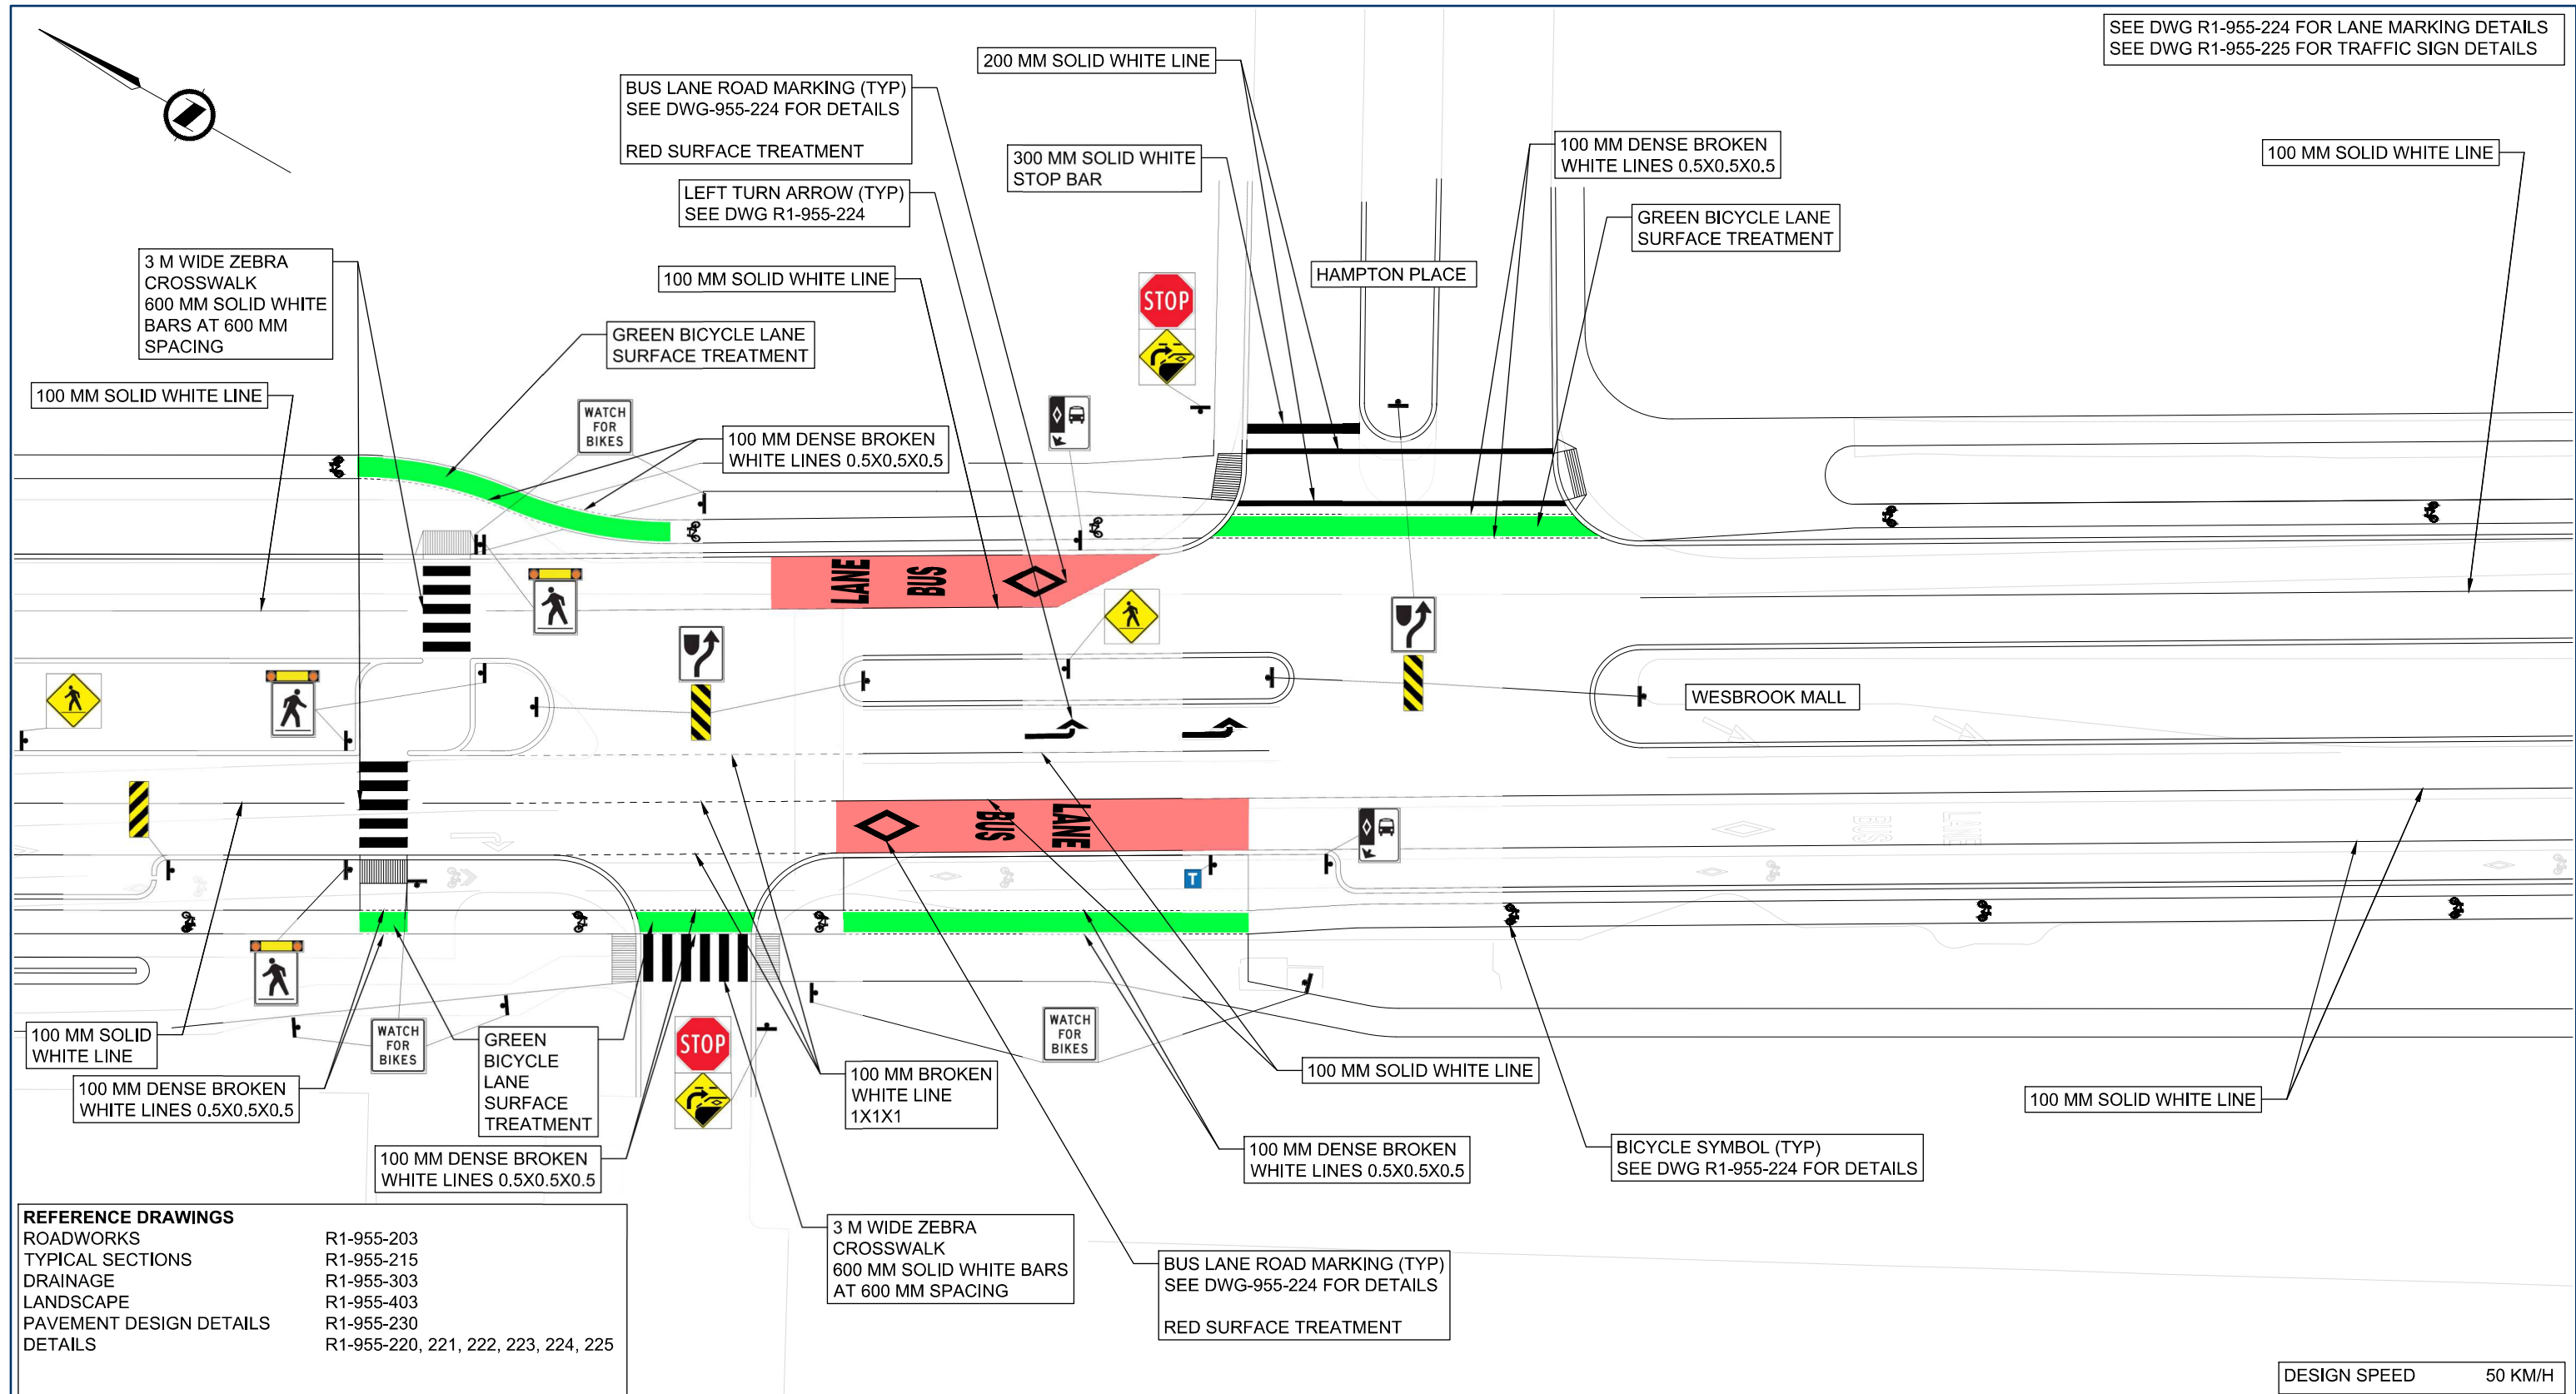 SEE DWG R1-955-224 FOR LANE MARKING DETAILS
SEE DWG R1-955-225 FOR TRAFFIC SIGN DETAILS
200 MM SOLID WHITE LINE
BUS LANE ROAD MARKING (TYP)
SEE DWG-955-224 FOR DETAILS
RED SURFACE TREATMENT
300 MM SOLID WHITE
STOP BAR
100 MM DENSE BROKEN
WHITE LINES 0.5X0.5X0.5
100 MM SOLID WHITE LINE
LEFT TURN ARROW (TYP)
SEE DWG R1-955-224
GREEN BICYCLE LANE
SURFACE TREATMENT
3 M WIDE ZEBRA
CROSSWALK
600 MM SOLID WHITE
BARS AT 600 MM
SPACING
100 MM SOLID WHITE LINE
HAMPTON PLACE
STOP
GREEN BICYCLE LANE
SURFACE TREATMENT
100 MM SOLID WHITE LINE
WATCH
FOR
BIKES
100 MM DENSE BROKEN
WHITE LINES 0.5X0.5X0.5
LANE
BUS
WESBROOK MALL
BUS
LANE
BUS
LANE
T
100 MM SOLID
WHITE LINE
WATCH
FOR
BIKES
GREEN
BICYCLE
LANE
SURFACE
TREATMENT
STOP
WATCH
FOR
BIKES
100 MM DENSE BROKEN
WHITE LINES 0.5X0.5X0.5
100 MM BROKEN
WHITE LINE
1X1X1
100 MM SOLID WHITE LINE
100 MM SOLID WHITE LINE
100 MM DENSE BROKEN
WHITE LINES 0.5X0.5X0.5
100 MM DENSE BROKEN
WHITE LINES 0.5X0.5X0.5
BICYCLE SYMBOL (TYP)
SEE DWG R1-955-224 FOR DETAILS
3 M WIDE ZEBRA
CROSSWALK
600 MM SOLID WHITE BARS
AT 600 MM SPACING
BUS LANE ROAD MARKING (TYP)
SEE DWG-955-224 FOR DETAILS
RED SURFACE TREATMENT
REFERENCE DRAWINGS
ROADWORKS R1-955-203
TYPICAL SECTIONS R1-955-215
DRAINAGE R1-955-303
LANDSCAPE R1-955-403
PAVEMENT DESIGN DETAILS R1-955-230
DETAILS R1-955-220, 221, 222, 223, 224, 225
DESIGN SPEED 50 KM/H